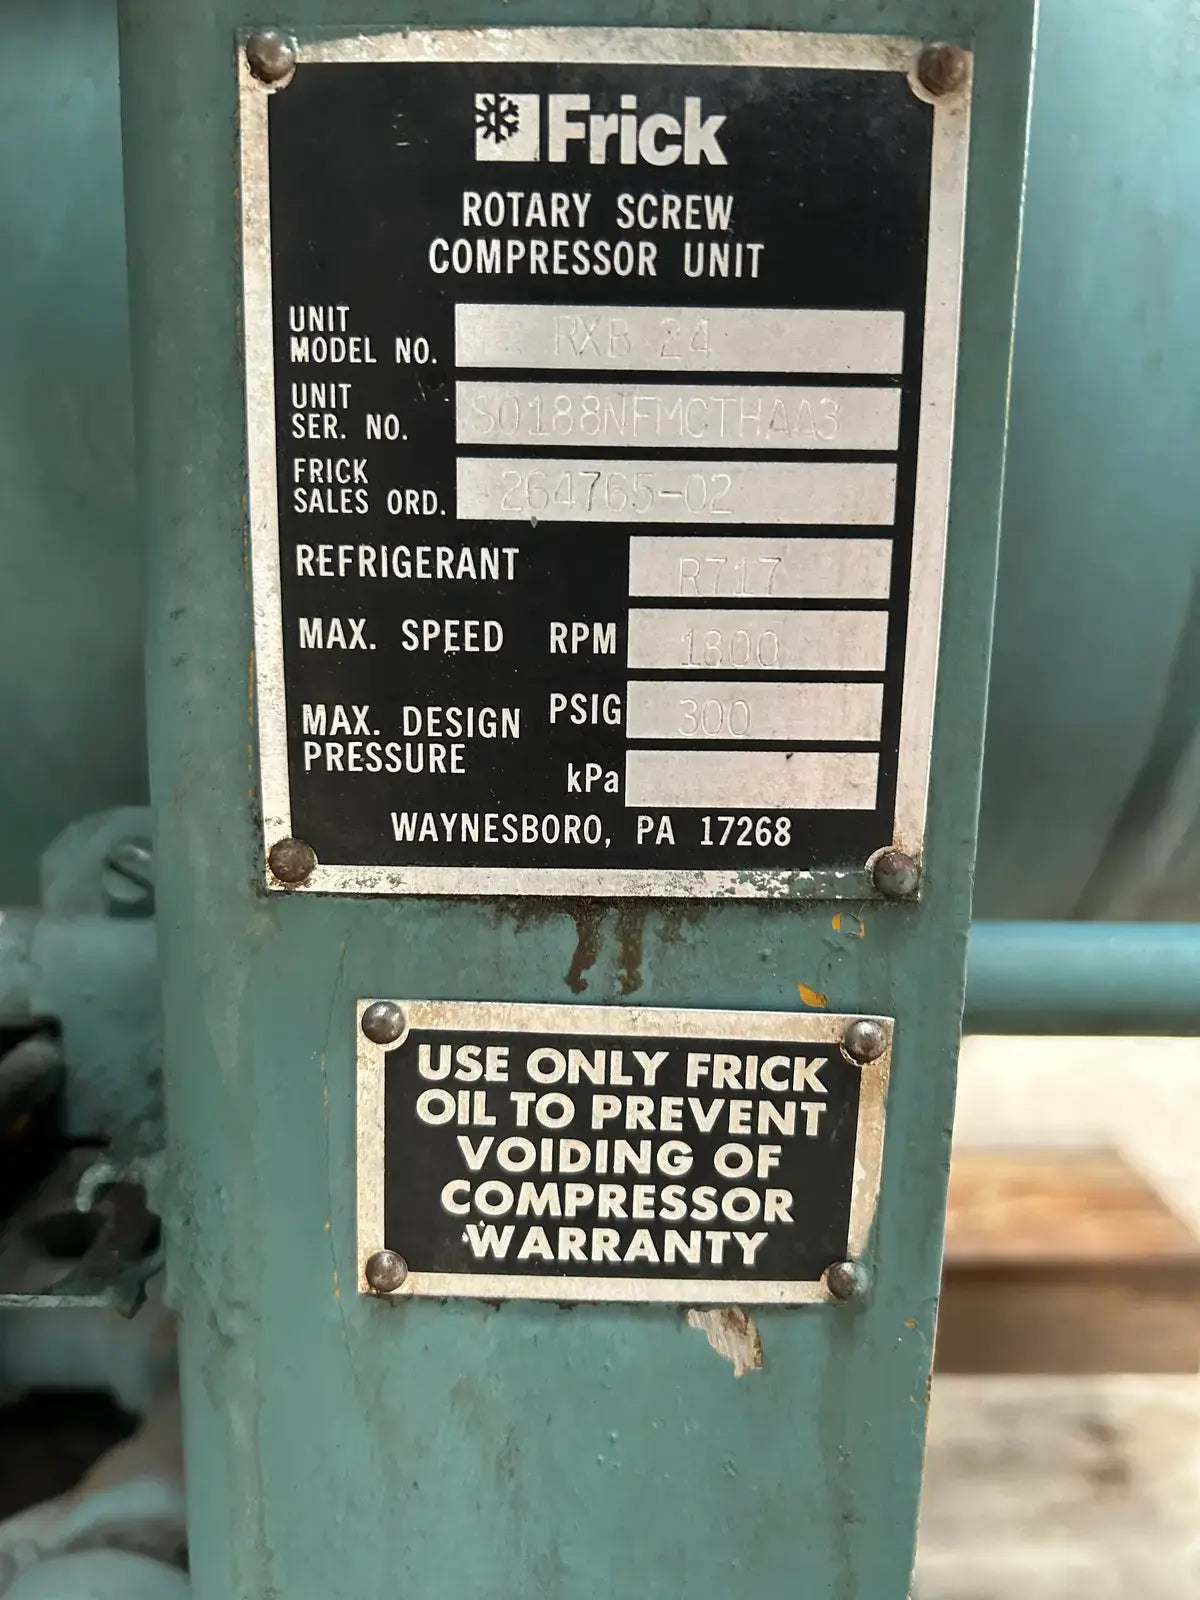 Frick
ROTARY SCREW
COMPRESSOR UNIT
UNIT
MODEL NO. RXB 24
UNIT
SER. NO. S0188NFMCTHAA3
FRICK
SALES ORD. 264765-02
REFRIGERANT R717
MAX. SPEED RPM 1800
MAX. DESIGN
PRESSURE PSIG 300
kPa
WAYNESBORO, PA 17268
USE ONLY FRICK
OIL TO PREVENT
VOIDING OF
COMPRESSOR
WARRANTY